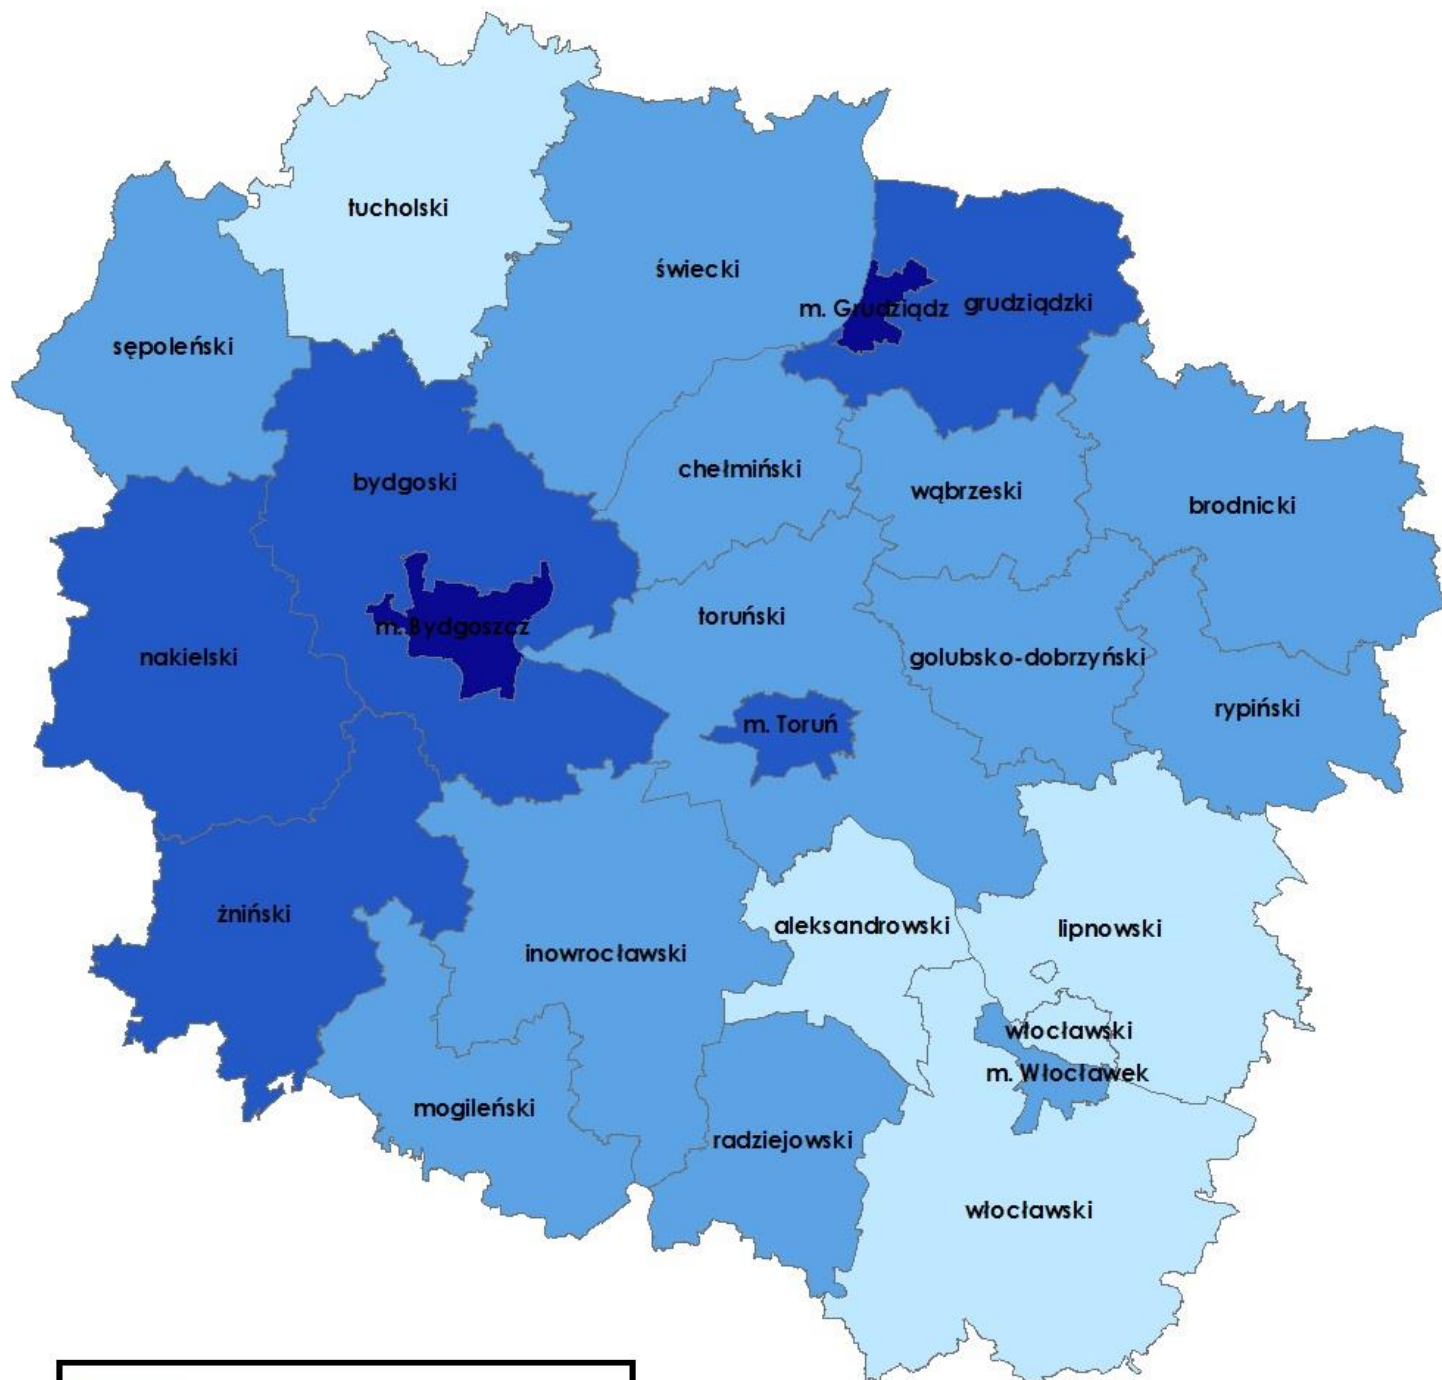 tucholski
świecki
m. Grudziądz
grudziądzki
sępoleński
chełmiński
bydgoski
wąbrzeski
brodnicki
toruński
m. Bydgoszcz
nakielski
golubsko-dobrzyński
rypiński
m. Toruń
żniński
aleksandrowski
lipnowski
inowrocławski
włocławski
m. Włocławek
mogileński
radziejowski
włocławski